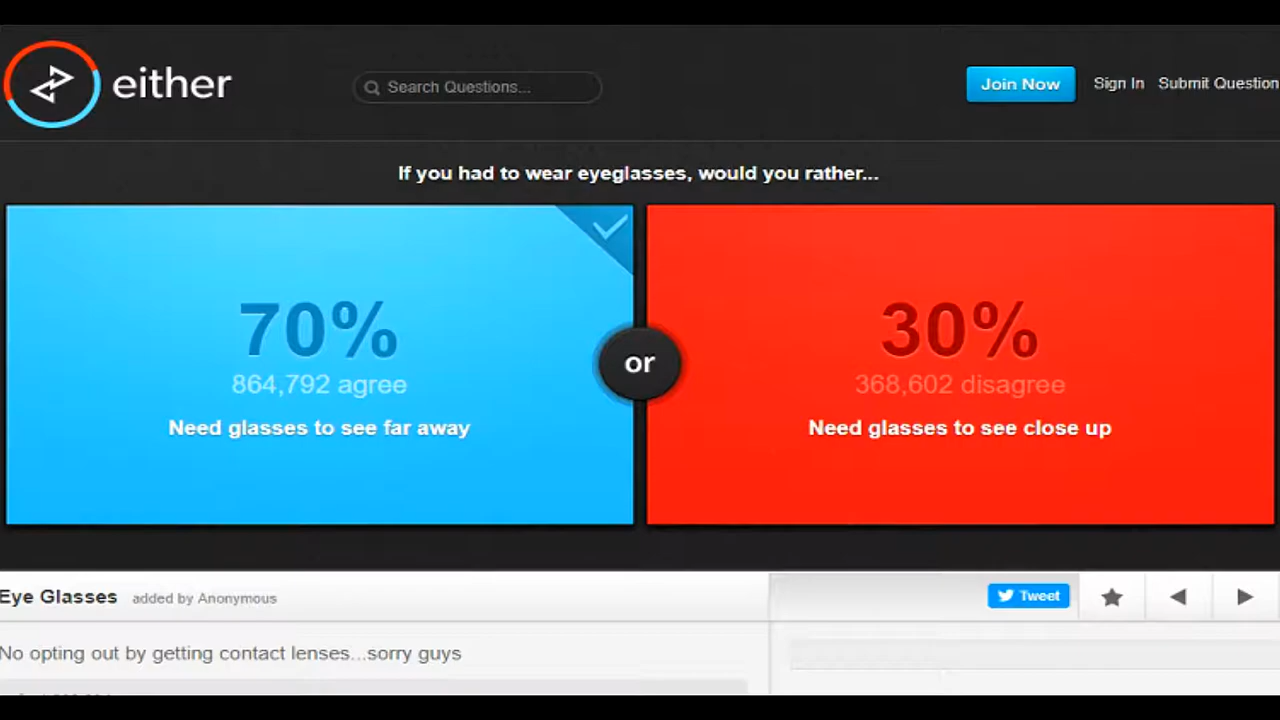 either
Search Questions...
Join Now
Sign In
Submit Question
If you had to wear eyeglasses, would you rather...
70%
864,792 agree
Need glasses to see far away
or
30%
368,602 disagree
Need glasses to see close up
Eye Glasses added by Anonymous
Tweet
No opting out by getting contact lenses...sorry guys